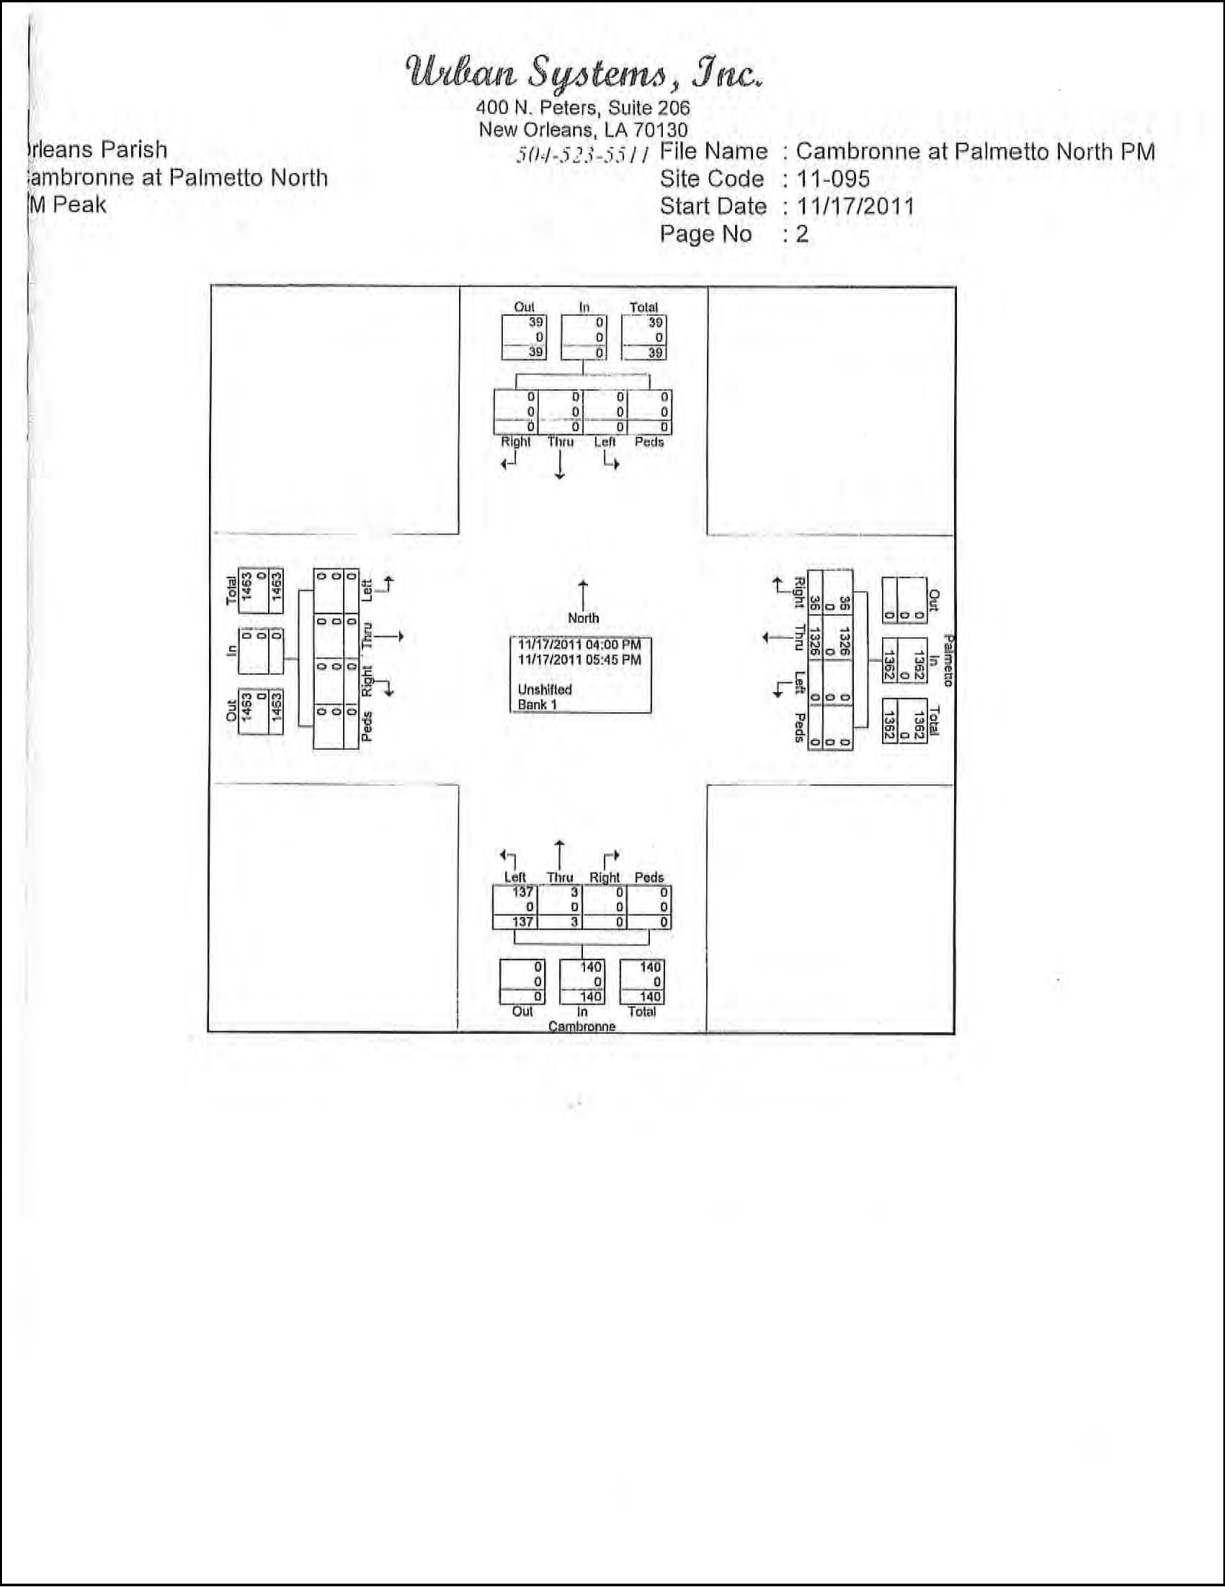 Urban Systems, Inc.
400 N. Peters, Suite 206
New Orleans, LA 70130
504-523-5511
rleans Parish
ambronne at Palmetto North
M Peak
File Name : Cambronne at Palmetto North PM
Site Code : 11-095
Start Date : 11/17/2011
Page No : 2
Out In Total
39 0 39
0 0 0
39 0 39
0 0 0 0
0 0 0 0
0 0 0 0
Right Thru Left Peds
Total
1463 0 1463
In
0 0 0
Out
1463 0 1463
Left
0 0 0
Thru
0 0 0
Right
0 0 0
Peds
0 0 0
North
11/17/2011 04:00 PM
11/17/2011 05:45 PM
Unshifted
Bank 1
Right
36 0 36
Thru
1326 0 1326
Left
0 0 0
Peds
0 0 0
Palmetto
Out
0 0 0
In
1362 0 1362
Total
1362 0 1362
Left Thru Right Peds
137 3 0 0
0 0 0 0
137 3 0 0
0 140 140
0 0 0
0 140 140
Out In Total
Cambronne